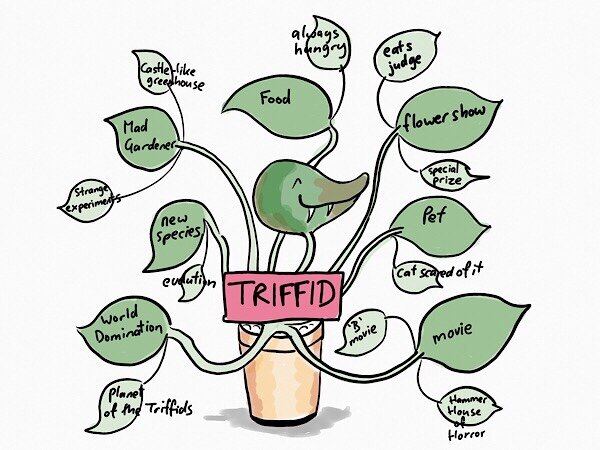 always
hungry
eats
judge
Castle-like
greenhouse
Food
flower show
Mad
Gardener
special
prize
strange
experiments
new
species
Pet
evolution
Cat scared of it
TRIFFID
World
Domination
'B'
movie
movie
Planet
of the Triffids
Hammer
House
of
Horror